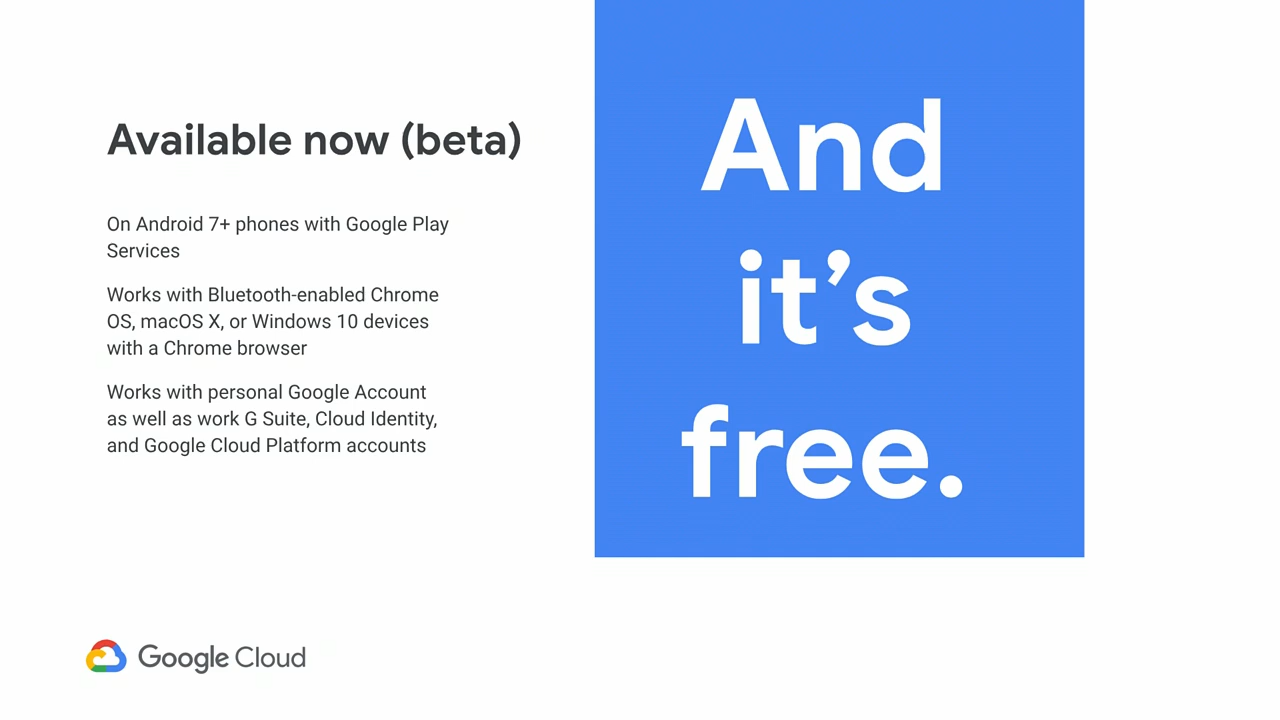 Available now (beta)
On Android 7+ phones with Google Play
Services
Works with Bluetooth-enabled Chrome
OS, macOS X, or Windows 10 devices
with a Chrome browser
Works with personal Google Account
as well as work G Suite, Cloud Identity,
and Google Cloud Platform accounts
And
it’s
free.
Google Cloud